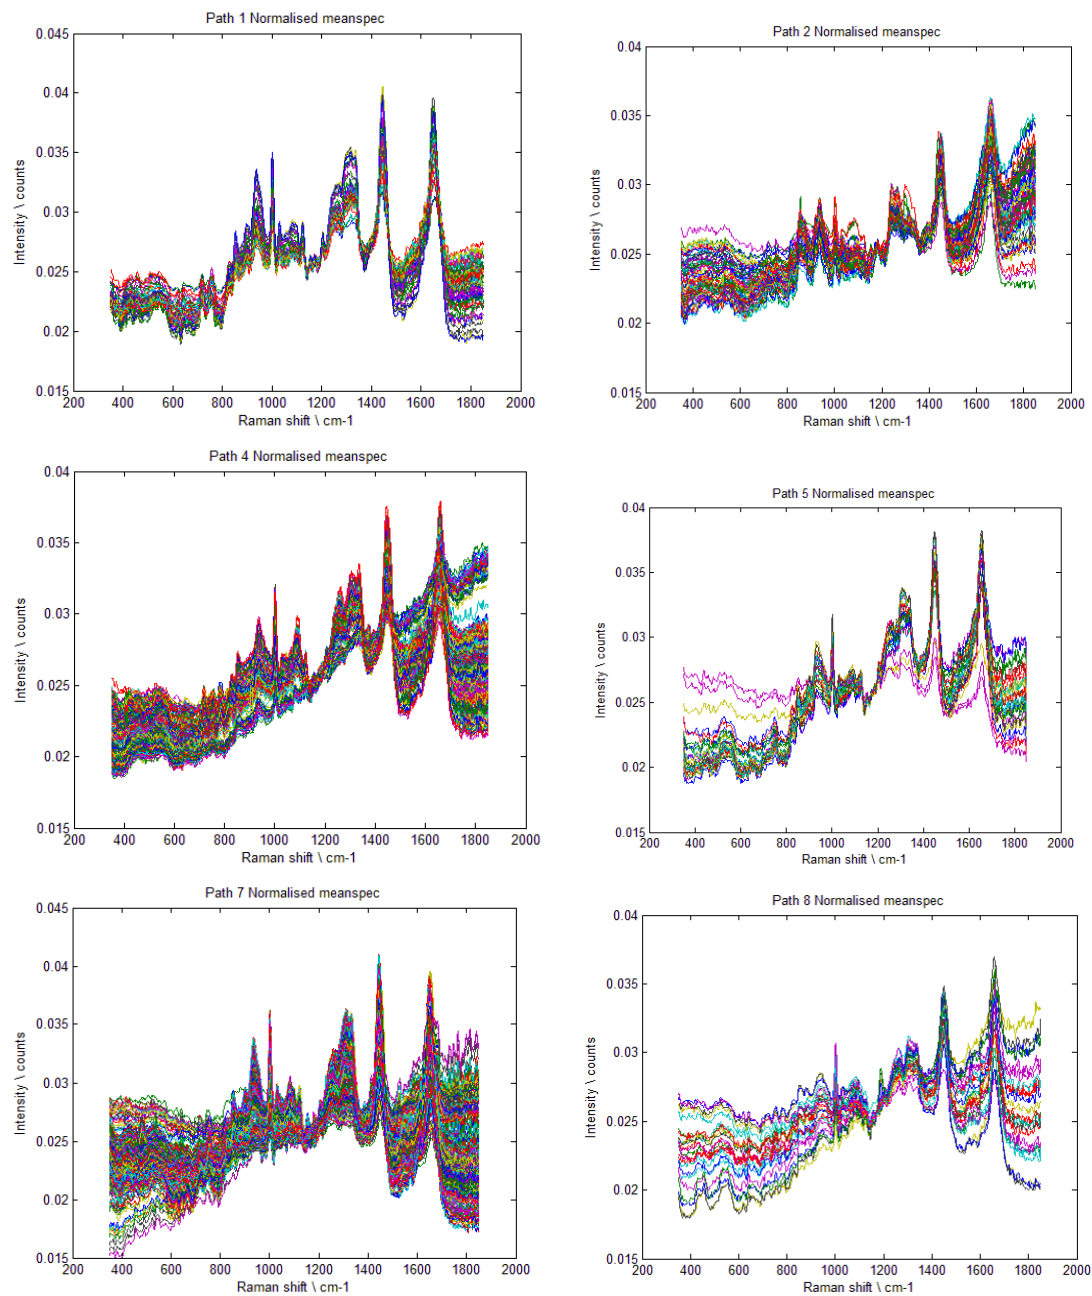 Path 1 Normalised meanspec
0.045
0.04
0.035
0.03
0.025
0.02
0.015
Intensity \ counts
200 400 600 800 1000 1200 1400 1600 1800 2000
Raman shift \ cm-1
Path 2 Normalised meanspec
0.04
0.035
0.03
0.025
0.02
0.015
Intensity \ counts
200 400 600 800 1000 1200 1400 1600 1800 2000
Raman shift \ cm-1
Path 4 Normalised meanspec
0.04
0.035
0.03
0.025
0.02
0.015
Intensity \ counts
200 400 600 800 1000 1200 1400 1600 1800 2000
Raman shift \ cm-1
Path 5 Normalised meanspec
0.04
0.035
0.03
0.025
0.02
0.015
Intensity \ counts
200 400 600 800 1000 1200 1400 1600 1800 2000
Raman shift \ cm-1
Path 7 Normalised meanspec
0.045
0.04
0.035
0.03
0.025
0.02
0.015
Intensity \ counts
200 400 600 800 1000 1200 1400 1600 1800 2000
Raman shift \ cm-1
Path 8 Normalised meanspec
0.04
0.035
0.03
0.025
0.02
0.015
Intensity \ counts
200 400 600 800 1000 1200 1400 1600 1800 2000
Raman shift \ cm-1